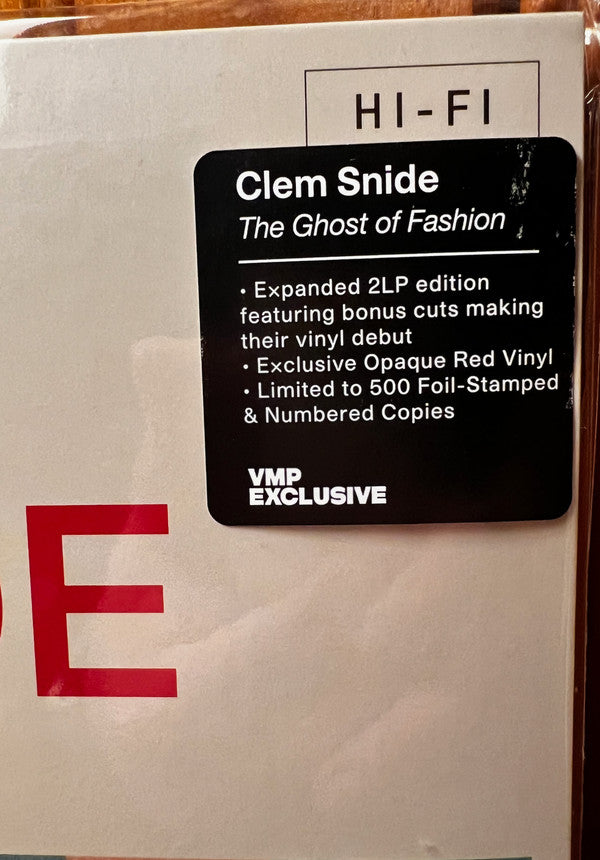 HI-FI
Clem Snide
The Ghost of Fashion
• Expanded 2LP edition
featuring bonus cuts making
their vinyl debut
• Exclusive Opaque Red Vinyl
• Limited to 500 Foil-Stamped
& Numbered Copies
VMP
EXCLUSIVE
E